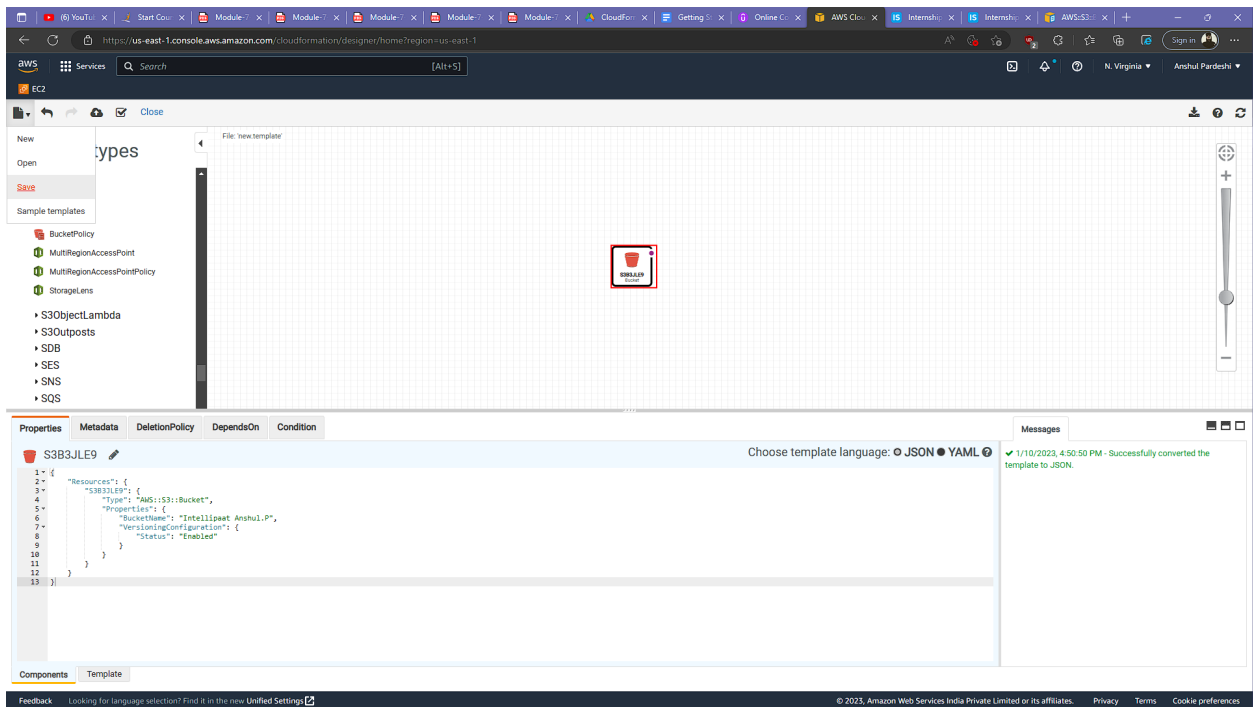 (6) YouTu
Start Cour
Module-7
Module-7
Module-7
Module-7
Module-7
CloudForr
Getting St
Online Co
AWS Clou
Internship
Internship
AWS::S3::E
https://us-east-1.console.aws.amazon.com/cloudformation/designer/home?region=us-east-1
Sign in
aws
Services
Search
[Alt+S]
N. Virginia
Anshul Pardeshi
EC2
Close
New
Open
Save
Sample templates
ypes
File: 'new.template'
BucketPolicy
MultiRegionAccessPoint
MultiRegionAccessPointPolicy
StorageLens
S3ObjectLambda
S3Outposts
SDB
SES
SNS
SQS
S3B3JLE9
Bucket
Properties
Metadata
DeletionPolicy
DependsOn
Condition
Messages
S3B3JLE9
Choose template language: JSON YAML
1/10/2023, 4:50:50 PM - Successfully converted the
template to JSON.
1 {
2 "Resources": {
3 "S3B3JLE9": {
4 "Type": "AWS::S3::Bucket",
5 "Properties": {
6 "BucketName": "Intellipaat Anshul.P",
7 "VersioningConfiguration": {
8 "Status": "Enabled"
9 }
10 }
11 }
12 }
13 }
Components
Template
Feedback
Looking for language selection? Find it in the new Unified Settings
© 2023, Amazon Web Services India Private Limited or its affiliates.
Privacy
Terms
Cookie preferences